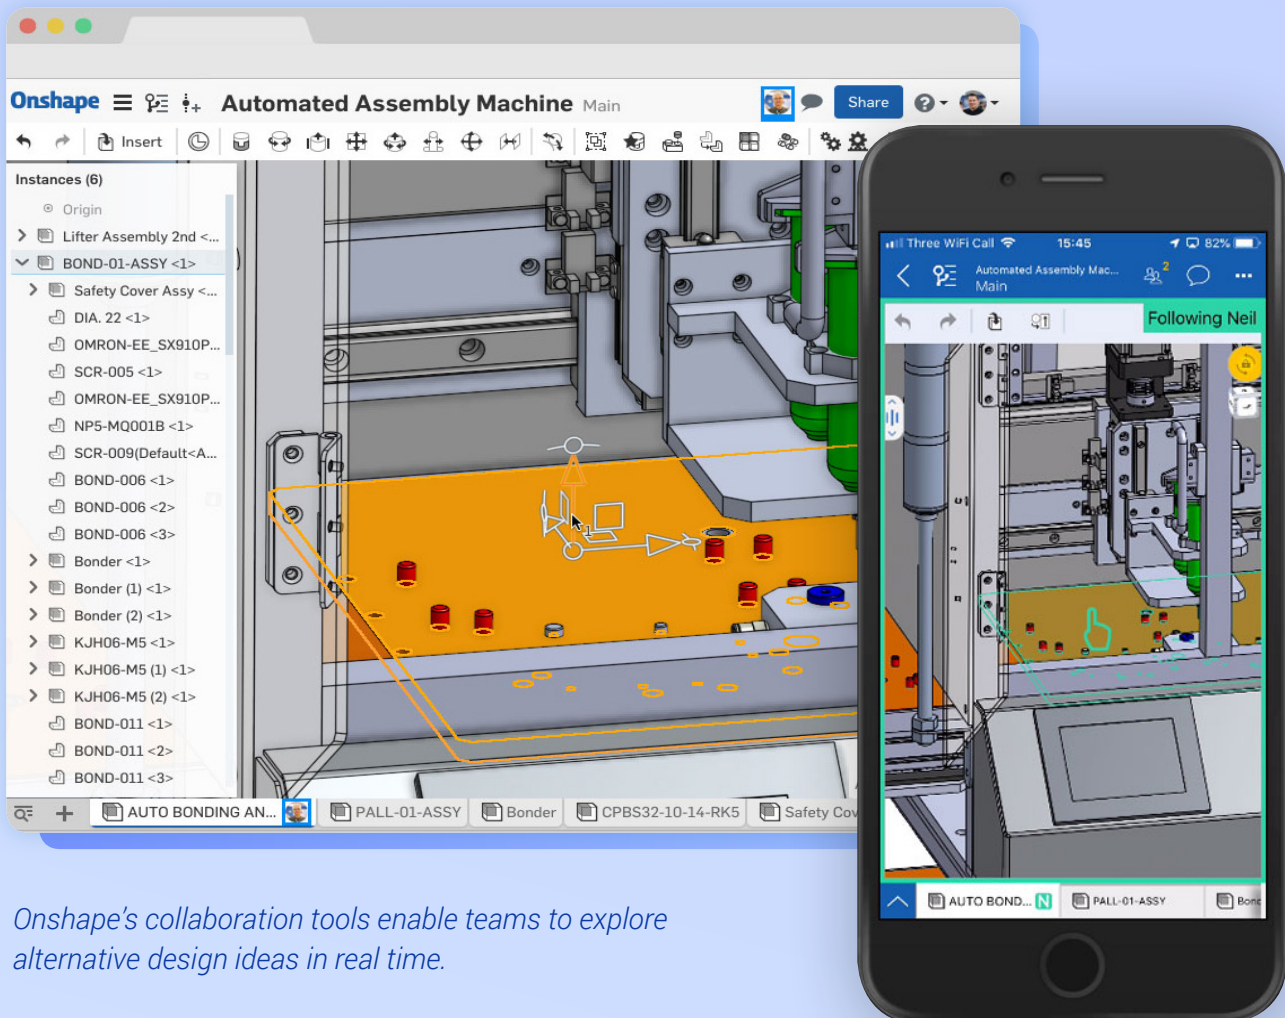 Onshape Automated Assembly Machine Main Share
Insert
Instances (6)
Origin
Lifter Assembly 2nd <...
BOND-01-ASSY <1>
Safety Cover Assy <...
DIA. 22 <1>
OMRON-EE_SX910P...
SCR-005 <1>
OMRON-EE_SX910P...
NP5-MQ001B <1>
SCR-009(Default<A...
BOND-006 <1>
BOND-006 <2>
BOND-006 <3>
Bonder <1>
Bonder (1) <1>
Bonder (2) <1>
KJH06-M5 <1>
KJH06-M5 (1) <1>
KJH06-M5 (2) <1>
BOND-011 <1>
BOND-011 <2>
BOND-011 <3>
1
AUTO BONDING AN... PALL-01-ASSY Bonder CPBS32-10-14-RK5 Safety Cov
Three WiFi Call 15:45 82%
Automated Assembly Mac... 2
Main
Following Neil
AUTO BOND... N PALL-01-ASSY Bond
Onshape’s collaboration tools enable teams to explore
alternative design ideas in real time.